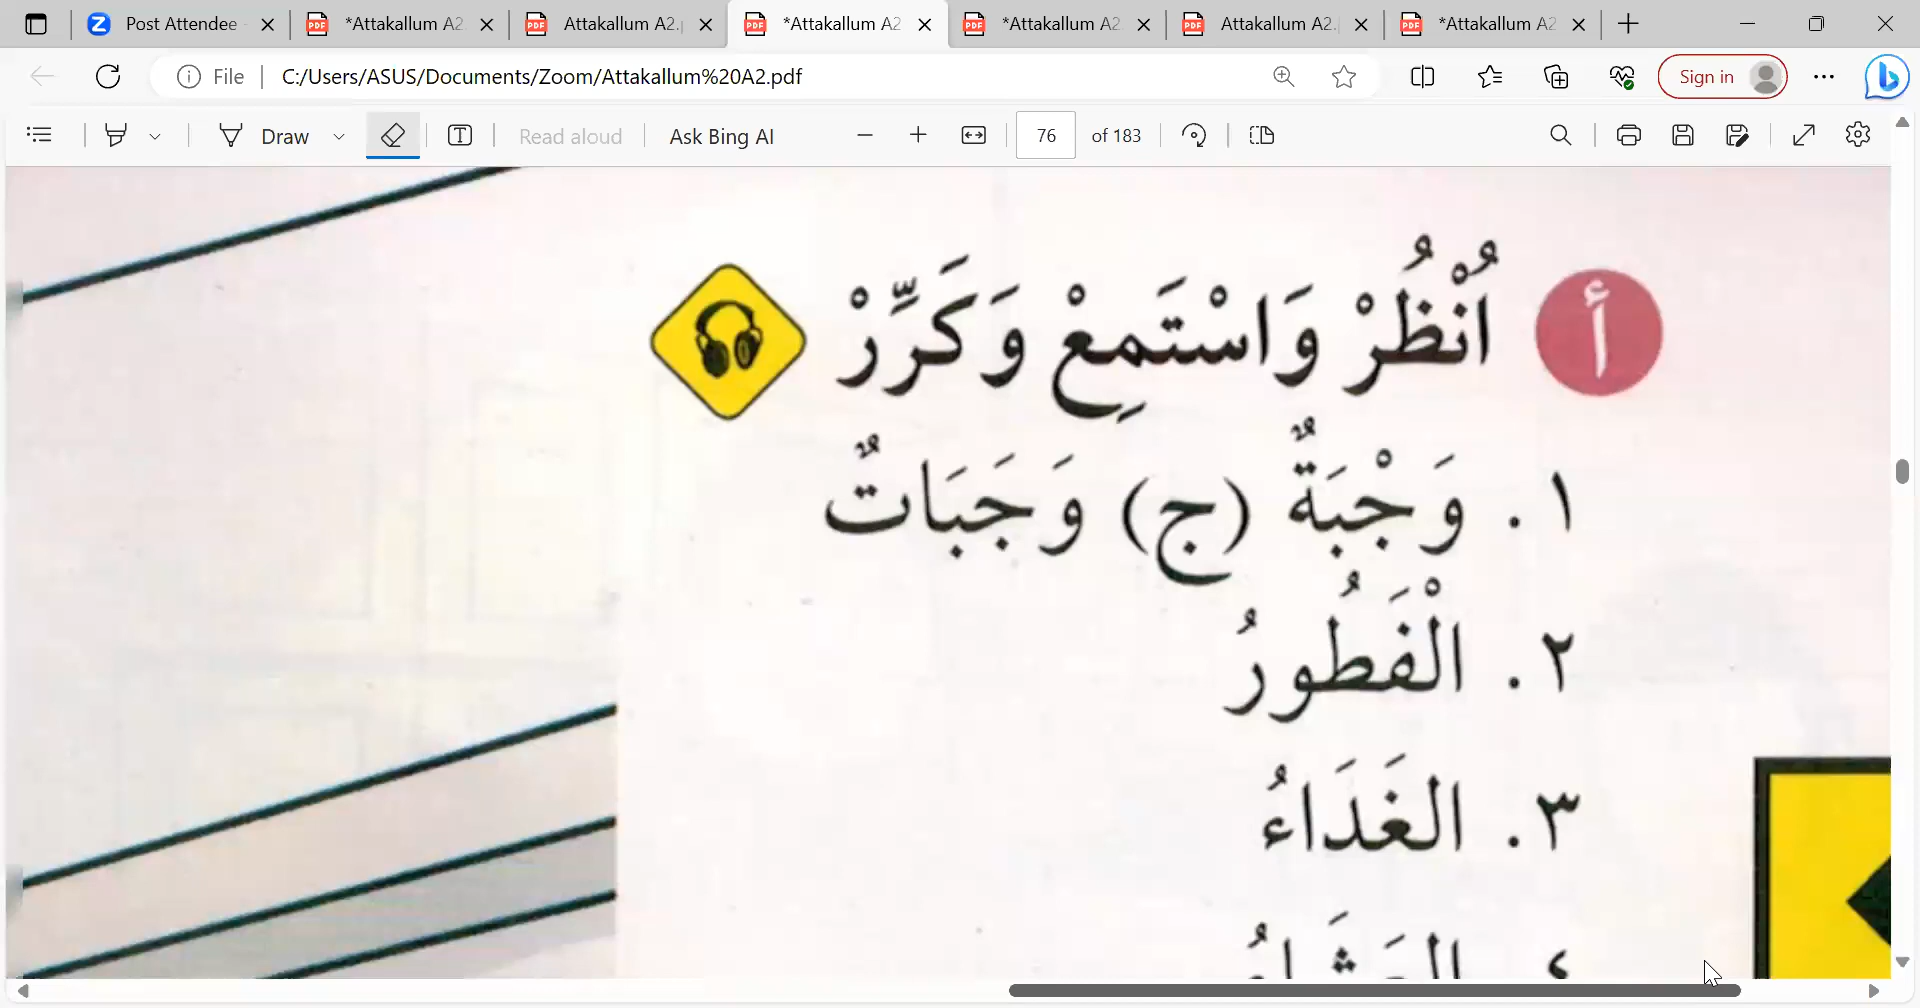 Post Attendee
*Attakallum A2
Attakallum A2.
*Attakallum A2
*Attakallum A2
Attakallum A2.
*Attakallum A2
File
C:/Users/ASUS/Documents/Zoom/Attakallum%20A2.pdf
Sign in
Draw
Read aloud
Ask Bing AI
76 of 183
أ اُنْظُرْ وَاسْتَمِعْ وَكَرِّرْ
١. وَجْبَةٌ (ج) وَجَبَاتٌ
٢. الْفَطُورُ
٣. الغَدَاءُ